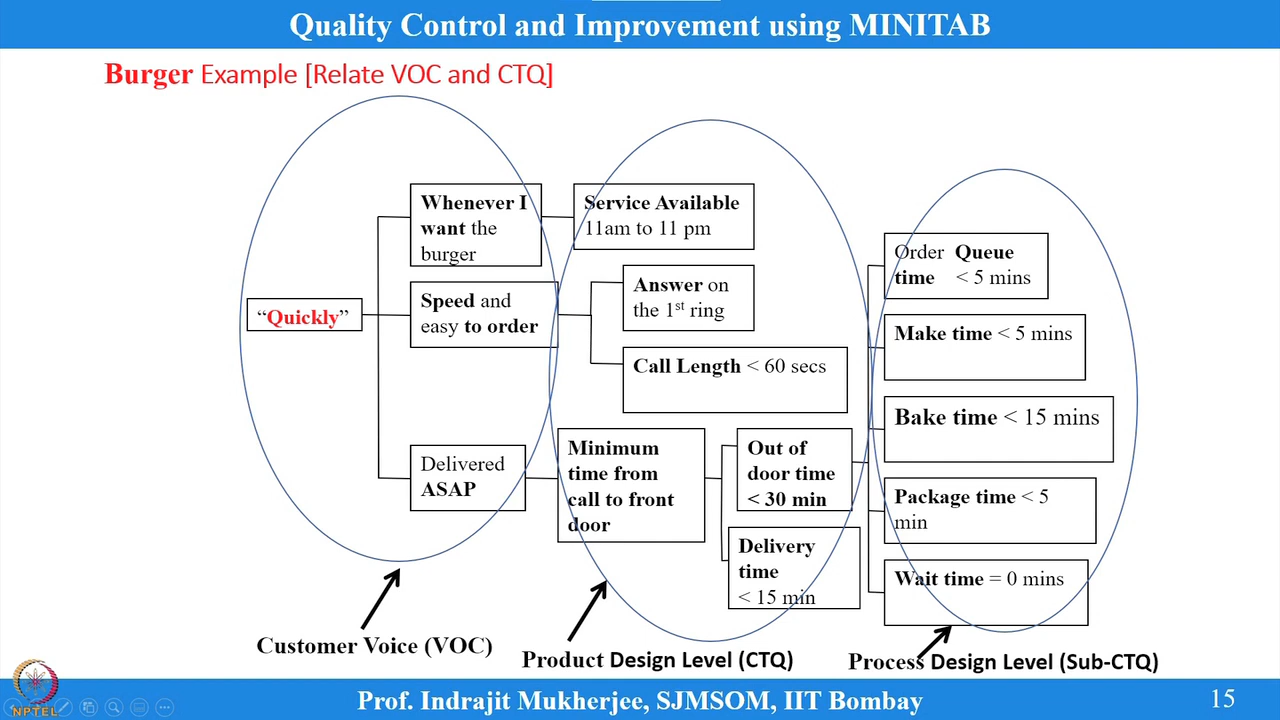 Quality Control and Improvement using MINITAB
Burger Example [Relate VOC and CTQ]
“Quickly”
Whenever I
want the
burger
Speed and
easy to order
Delivered
ASAP
Service Available
11am to 11 pm
Answer on
the 1st ring
Call Length < 60 secs
Minimum
time from
call to front
door
Out of
door time
< 30 min
Delivery
time
< 15 min
Order Queue
time < 5 mins
Make time < 5 mins
Bake time < 15 mins
Package time < 5
min
Wait time = 0 mins
Customer Voice (VOC)
Product Design Level (CTQ)
Process Design Level (Sub-CTQ)
NPTEL
Prof. Indrajit Mukherjee, SJMSOM, IIT Bombay
15